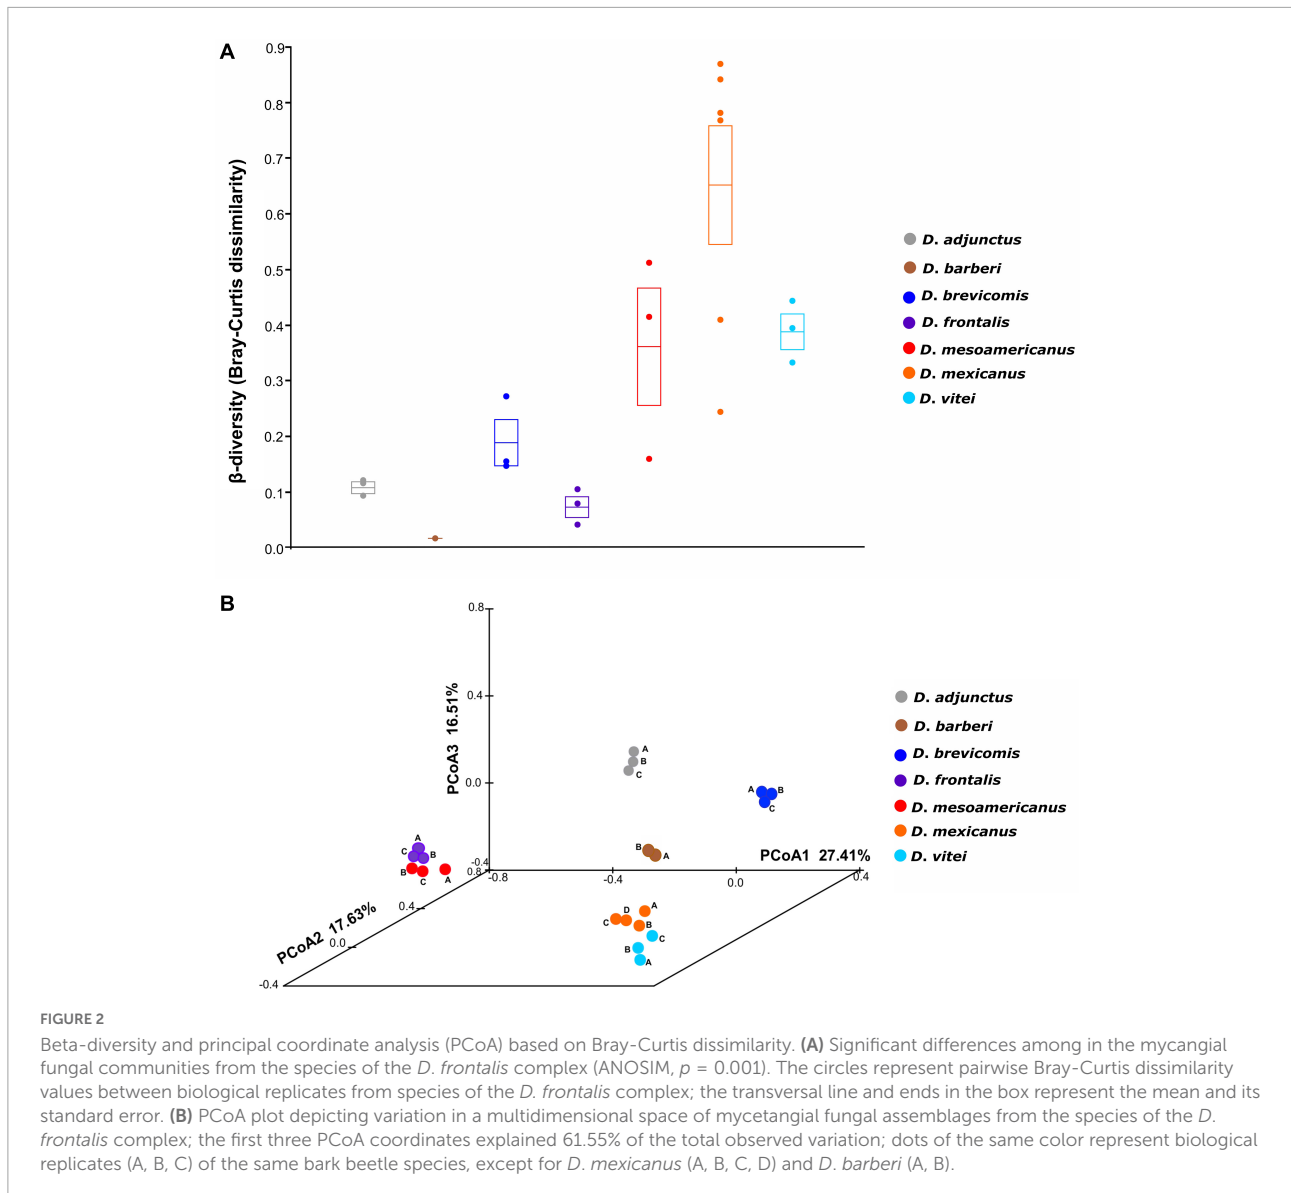 A
0.9
0.8
0.7
0.6
0.5
0.4
0.3
0.2
0.1
0.0
β-diversity (Bray-Curtis dissimilarity)
D. adjunctus
D. barberi
D. brevicomis
D. frontalis
D. mesoamericanus
D. mexicanus
D. vitei
B
0.8
0.4
0.0
-0.4
PCoA3 16.51%
A
B
C
A
B
C
B
A
A
C
B
B
C
A
PCoA1 27.41%
0.8
-0.8
-0.4
0.0
0.4
PCoA2 17.63%
0.4
0.0
-0.4
A
D
C
B
C
B
A
D. adjunctus
D. barberi
D. brevicomis
D. frontalis
D. mesoamericanus
D. mexicanus
D. vitei
FIGURE 2
Beta-diversity and principal coordinate analysis (PCoA) based on Bray-Curtis dissimilarity. (A) Significant differences among in the mycangial
fungal communities from the species of the D. frontalis complex (ANOSIM, p = 0.001). The circles represent pairwise Bray-Curtis dissimilarity
values between biological replicates from species of the D. frontalis complex; the transversal line and ends in the box represent the mean and its
standard error. (B) PCoA plot depicting variation in a multidimensional space of mycetangial fungal assemblages from the species of the D.
frontalis complex; the first three PCoA coordinates explained 61.55% of the total observed variation; dots of the same color represent biological
replicates (A, B, C) of the same bark beetle species, except for D. mexicanus (A, B, C, D) and D. barberi (A, B).